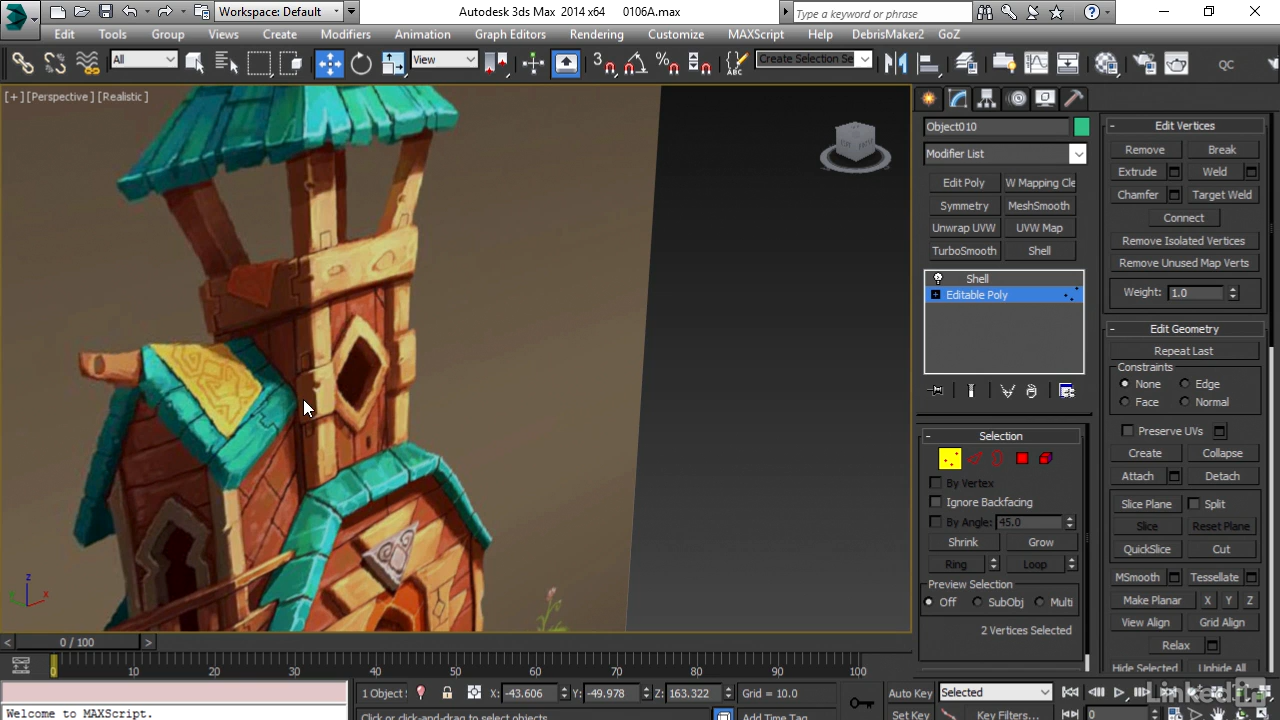 Workspace: Default
Autodesk 3ds Max 2014 x64 0106A.max
Type a keyword or phrase
Edit Tools Group Views Create Modifiers Animation Graph Editors Rendering Customize MAXScript Help DebrisMaker2 GoZ
All View 3 Create Selection Se QC
[+] [Perspective] [Realistic]
Object010
Modifier List
Edit Poly W Mapping Cle
Symmetry MeshSmooth
Unwrap UVW UVW Map
TurboSmooth Shell
Shell
Editable Poly
Selection
By Vertex
Ignore Backfacing
By Angle: 45.0
Shrink Grow
Ring Loop
Preview Selection
Off SubObj Multi
2 Vertices Selected
Edit Vertices
Remove Break
Extrude Weld
Chamfer Target Weld
Connect
Remove Isolated Vertices
Remove Unused Map Verts
Weight: 1.0
Edit Geometry
Repeat Last
Constraints
None Edge
Face Normal
Preserve UVs
Create Collapse
Attach Detach
Slice Plane Split
Slice Reset Plane
QuickSlice Cut
MSmooth Tessellate
Make Planar X Y Z
View Align Grid Align
Relax
Hide Selected Unhide All
z
x
0 / 100
0 10 20 30 40 50 60 70 80 90 100
1 Object X: -43.606 Y: -49.978 Z: 163.322 Grid = 10.0 Auto Key Selected
Welcome to MAXScript. Click or click-and-drag to select objects Add Time Tag Set Key Key Filters... 0
LinkedIn